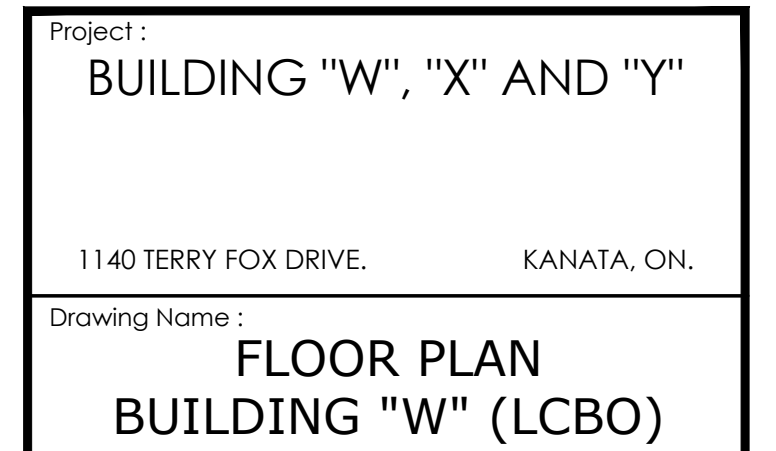 Project :
BUILDING "W", "X" AND "Y"
1140 TERRY FOX DRIVE. KANATA, ON.
Drawing Name :
FLOOR PLAN
BUILDING "W" (LCBO)